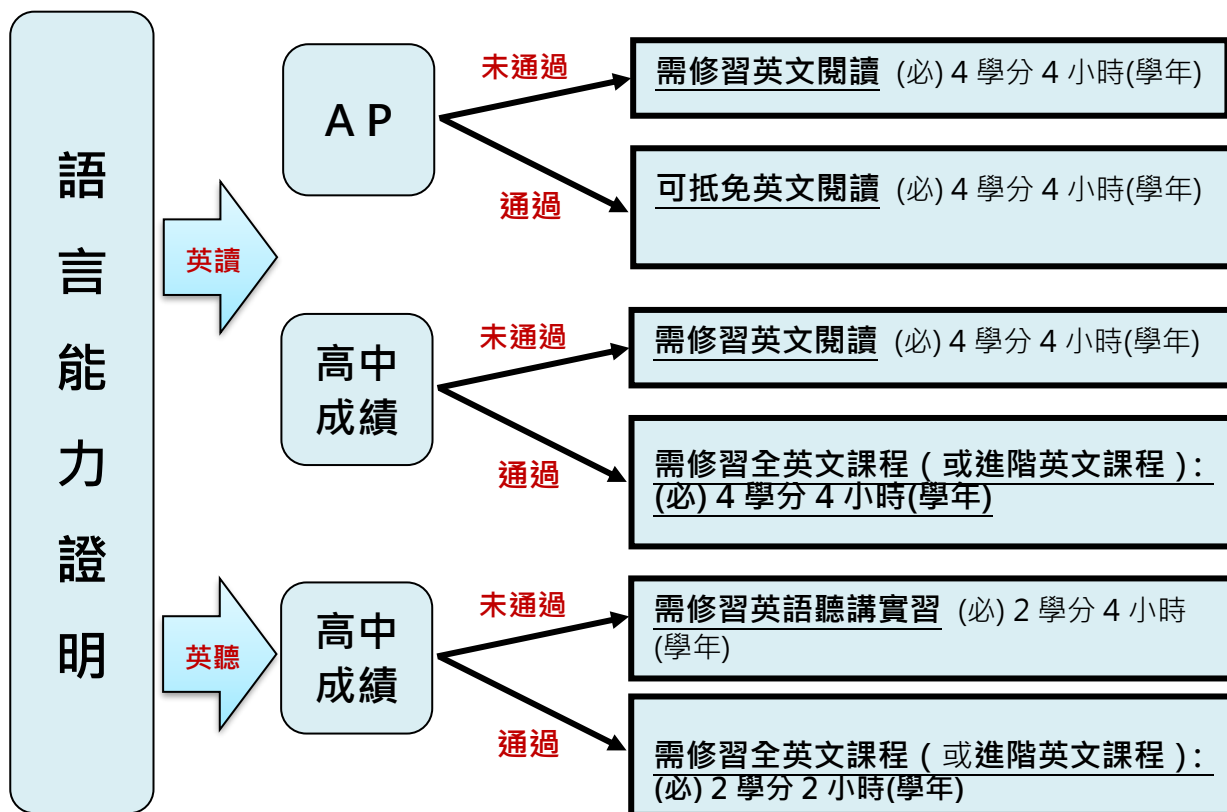 語
言
能
力
證
明
英讀
A P
未通過
需修習英文閱讀 (必) 4 學分 4 小時(學年)
通過
可抵免英文閱讀 (必) 4 學分 4 小時(學年)
高中
成績
未通過
需修習英文閱讀 (必) 4 學分 4 小時(學年)
通過
需修習全英文課程 ( 或進階英文課程 ) :
(必) 4 學分 4 小時(學年)
英聽
高中
成績
未通過
需修習英語聽講實習 (必) 2 學分 4 小時
(學年)
通過
需修習全英文課程 ( 或進階英文課程 ) :
(必) 2 學分 2 小時(學年)